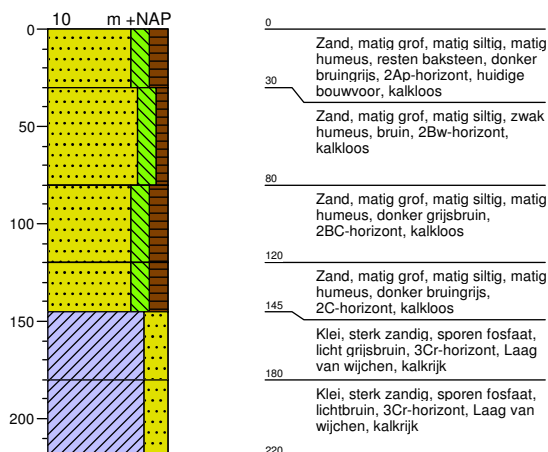 10 m +NAP
0
50
100
150
200
0
Zand, matig grof, matig siltig, matig
humeus, resten baksteen, donker
bruingrijs, 2Ap-horizont, huidige
bouwvoor, kalkloos
30
Zand, matig grof, matig siltig, zwak
humeus, bruin, 2Bw-horizont,
kalkloos
80
Zand, matig grof, matig siltig, matig
humeus, donker grijsbruin,
2BC-horizont, kalkloos
120
Zand, matig grof, matig siltig, matig
humeus, donker bruingrijs,
2C-horizont, kalkloos
145
Klei, sterk zandig, sporen fosfaat,
licht grijsbruin, 3Cr-horizont, Laag
van wijchen, kalkrijk
180
Klei, sterk zandig, sporen fosfaat,
lichtbruin, 3Cr-horizont, Laag van
wijchen, kalkrijk
220